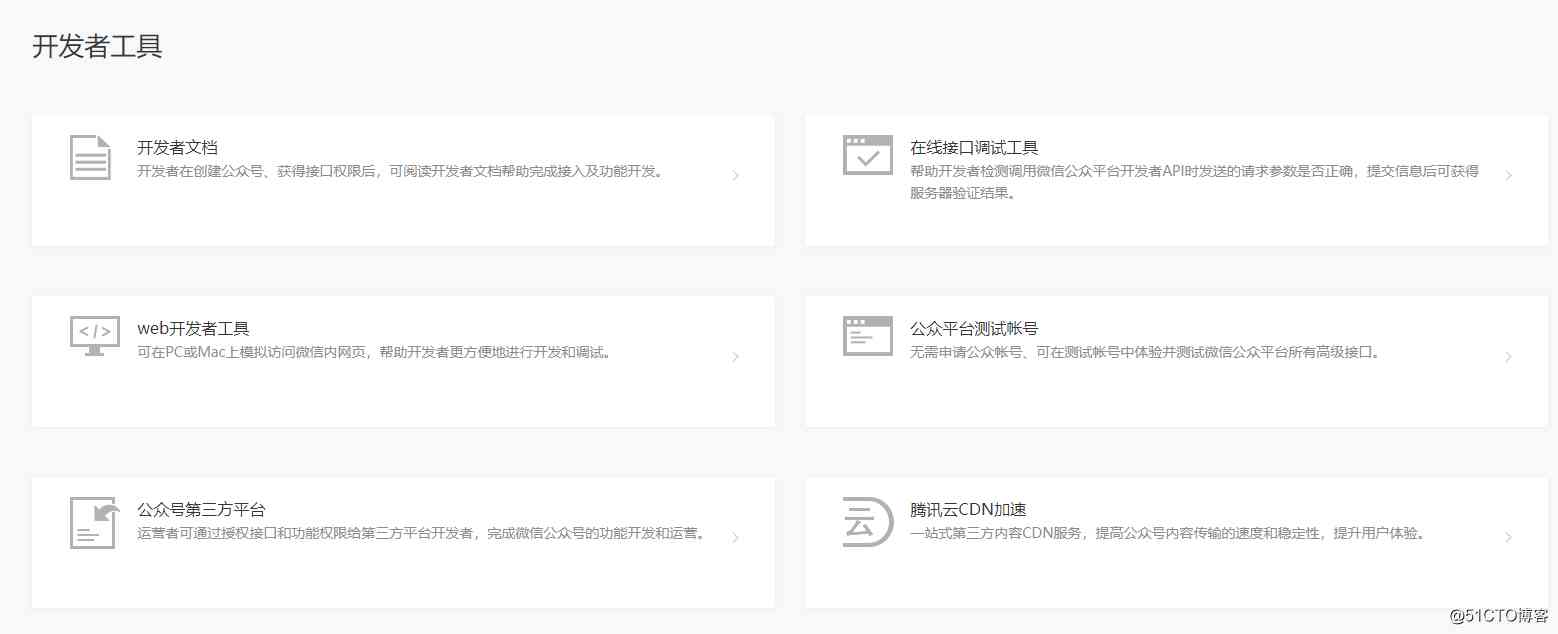 开发者工具
开发者文档
开发者在创建公众号、获得接口权限后，可阅读开发者文档帮助完成接入及功能开发。
在线接口调试工具
帮助开发者检测调用微信公众平台开发者API时发送的请求参数是否正确，提交信息后可获得
服务器验证结果。
web开发者工具
可在PC或Mac上模拟访问微信内网页，帮助开发者更方便地进行开发和调试。
公众平台测试帐号
无需申请公众帐号、可在测试帐号中体验并测试微信公众平台所有高级接口。
公众号第三方平台
运营者可通过授权接口和功能权限给第三方平台开发者，完成微信公众号的功能开发和运营。
腾讯云CDN加速
一站式第三方内容CDN服务，提高公众号内容传输的速度和稳定性，提升用户体验。
@51CTO博客